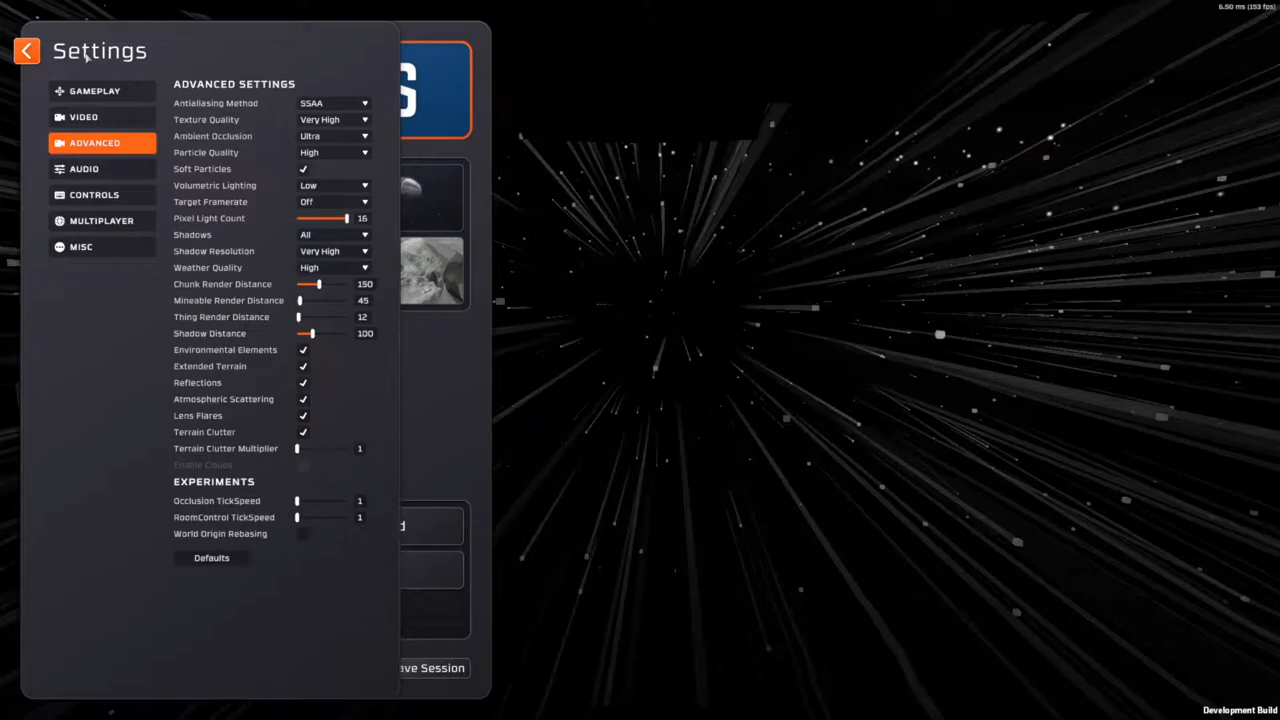 6.50 ms (153 fps)
Settings
GAMEPLAY
VIDEO
ADVANCED
AUDIO
CONTROLS
MULTIPLAYER
MISC
ADVANCED SETTINGS
Antialiasing Method SSAA
Texture Quality Very High
Ambient Occlusion Ultra
Particle Quality High
Soft Particles
Volumetric Lighting Low
Target Framerate Off
Pixel Light Count 16
Shadows All
Shadow Resolution Very High
Weather Quality High
Chunk Render Distance 150
Mineable Render Distance 45
Thing Render Distance 12
Shadow Distance 100
Environmental Elements
Extended Terrain
Reflections
Atmospheric Scattering
Lens Flares
Terrain Clutter
Terrain Clutter Multiplier 1
Enable Clouds
EXPERIMENTS
Occlusion TickSpeed 1
RoomControl TickSpeed 1
World Origin Rebasing
Defaults
S
d
ave Session
Development Build